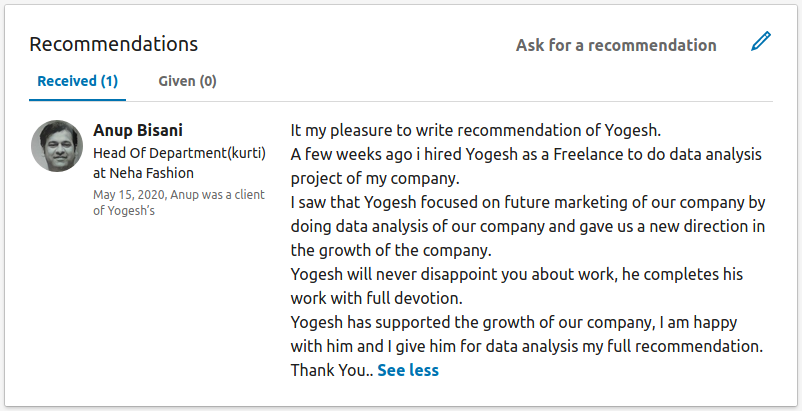 Recommendations
Ask for a recommendation
Received (1)
Given (0)
Anup Bisani
Head Of Department(kurti)
at Neha Fashion
May 15, 2020, Anup was a client
of Yogesh's
It my pleasure to write recommendation of Yogesh.
A few weeks ago i hired Yogesh as a Freelance to do data analysis
project of my company.
I saw that Yogesh focused on future marketing of our company by
doing data analysis of our company and gave us a new direction in
the growth of the company.
Yogesh will never disappoint you about work, he completes his
work with full devotion.
Yogesh has supported the growth of our company, I am happy
with him and I give him for data analysis my full recommendation.
Thank You.. See less